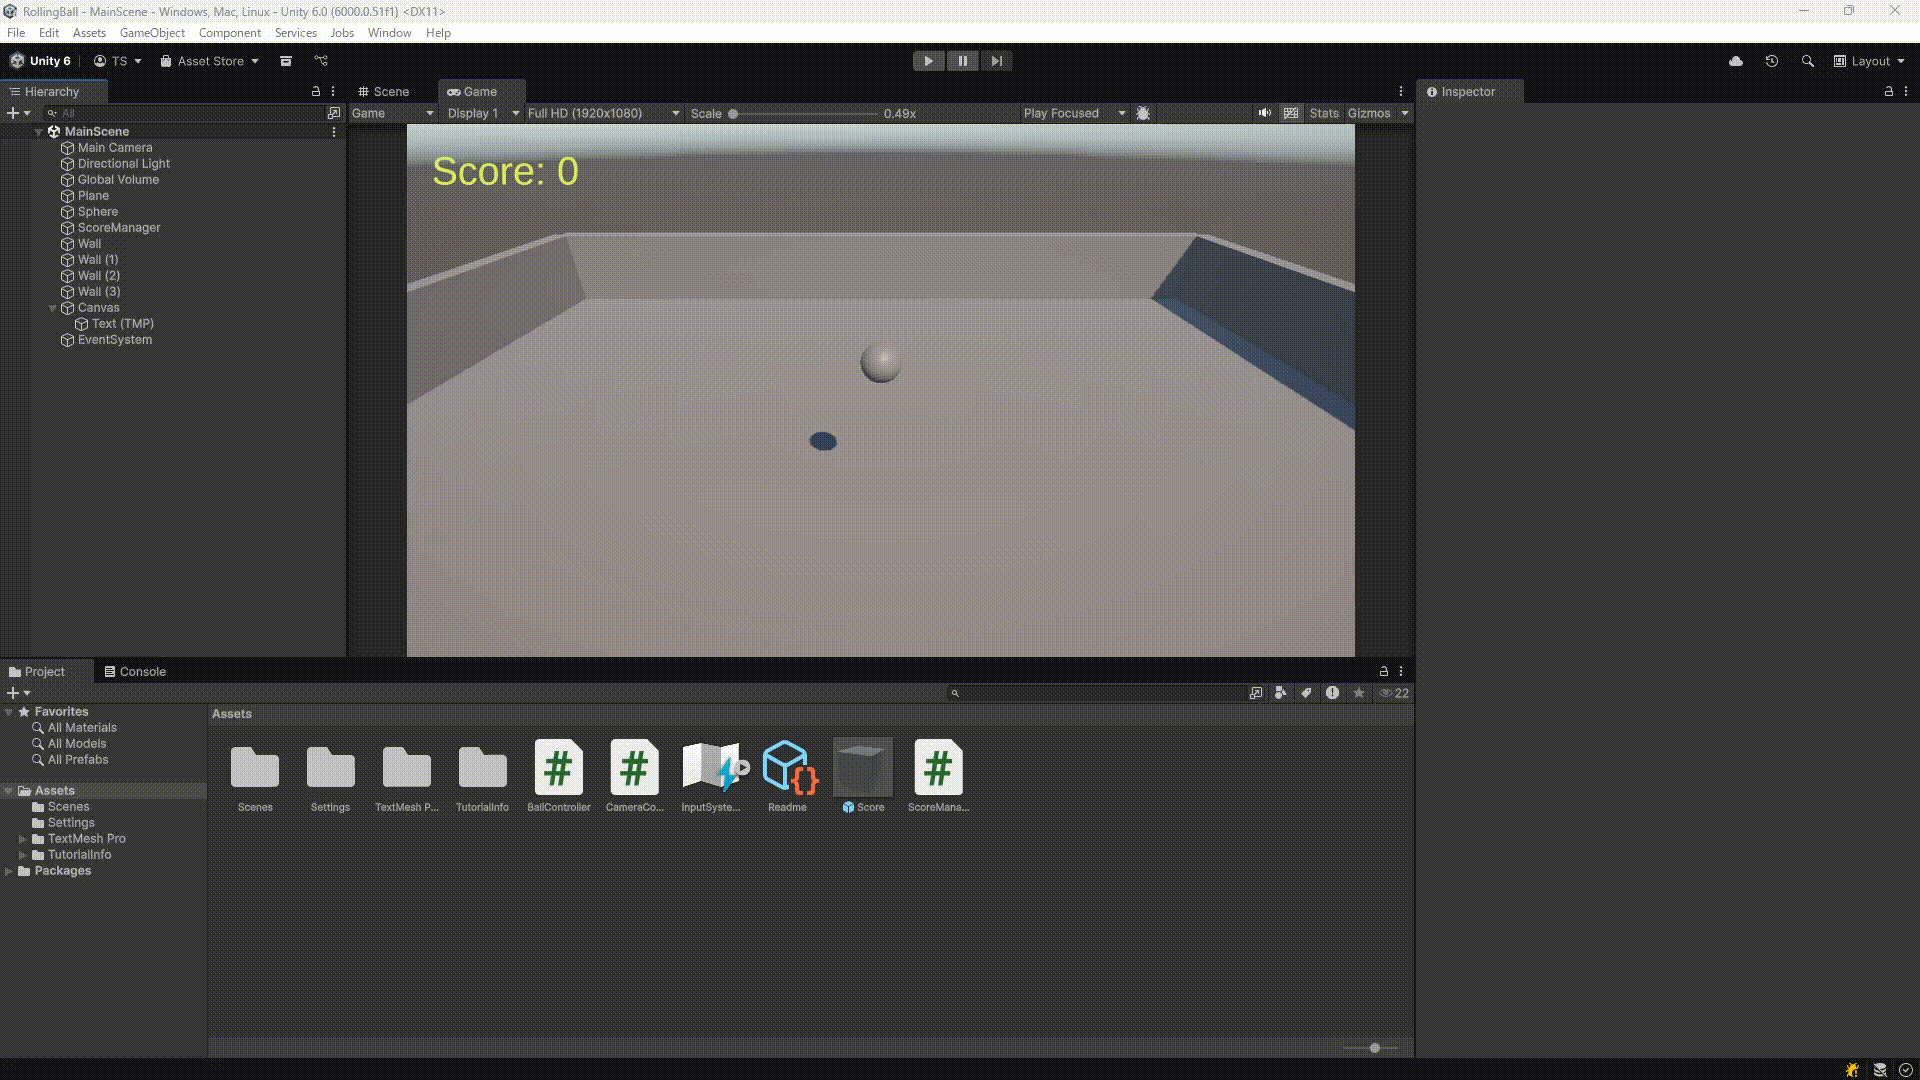 RollingBall - MainScene - Windows, Mac, Linux - Unity 6.0 (6000.0.51f1) <DX11>
File Edit Assets GameObject Component Services Jobs Window Help
Unity 6 TS Asset Store Layout
Hierarchy Scene Game Inspector
All Game Display 1 Full HD (1920x1080) Scale 0.49x Play Focused Stats Gizmos
MainScene
Main Camera
Directional Light
Global Volume
Plane
Sphere
ScoreManager
Wall
Wall (1)
Wall (2)
Wall (3)
Canvas
Text (TMP)
EventSystem
Score: 0
Project Console
22
Favorites
All Materials
All Models
All Prefabs
Assets
Scenes
Settings
TextMesh Pro
TutorialInfo
Packages
Assets
Scenes Settings TextMesh P... TutorialInfo BallController CameraCo... InputSyste... Readme Score ScoreMana...